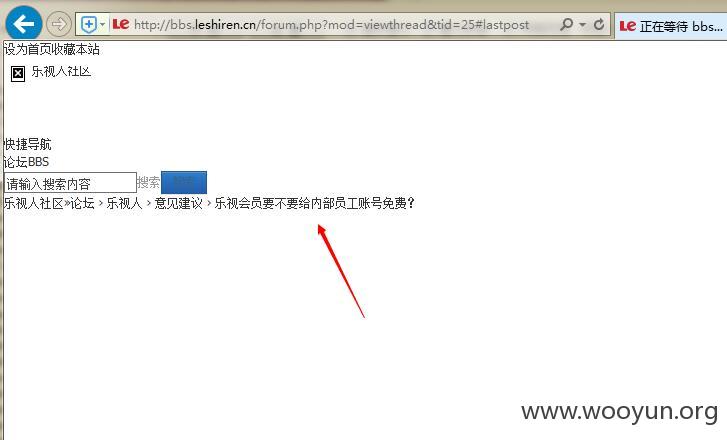 http://bbs.leshiren.cn/forum.php?mod=viewthread&tid=25#lastpost
Le 正在等待 bbs...
设为首页收藏本站
乐视人社区
快捷导航
论坛BBS
请输入搜索内容 搜索
乐视人社区»论坛 › 乐视人 › 意见建议 › 乐视会员要不要给内部员工账号免费？
www.wooyun.org